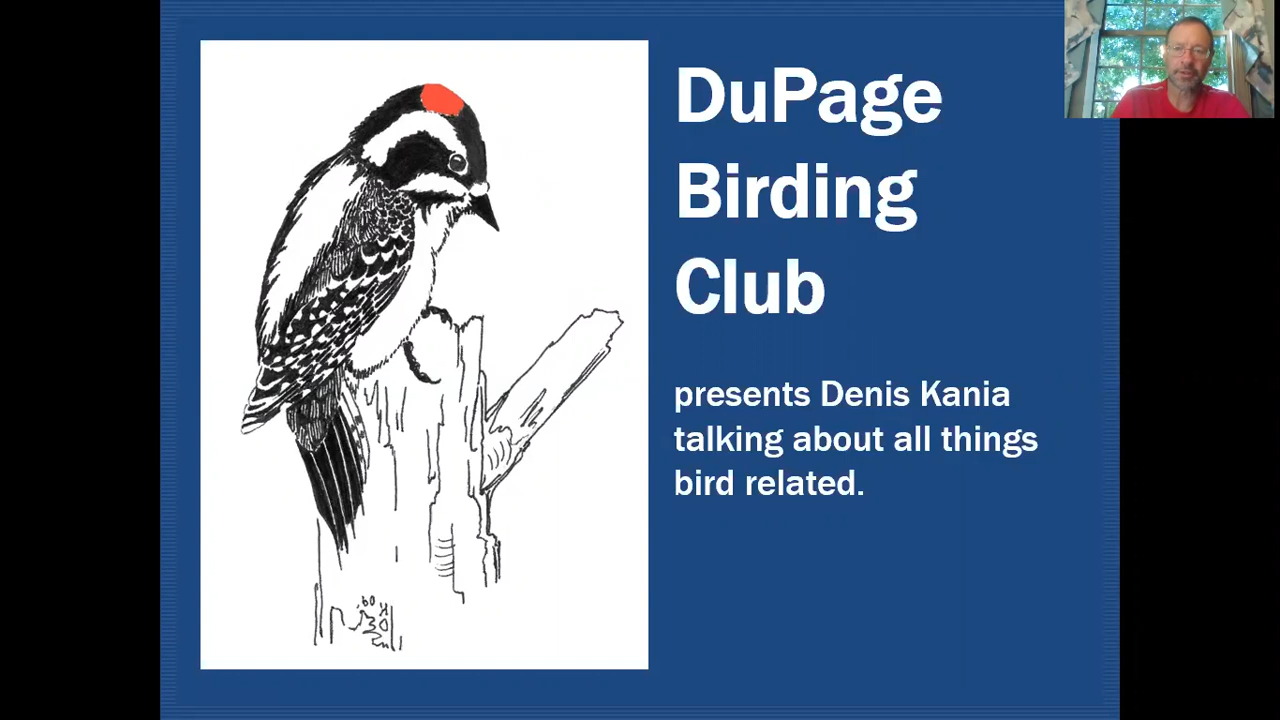 DuPage
Birding
Club
presents Denis Kania
talking about all things
bird related.